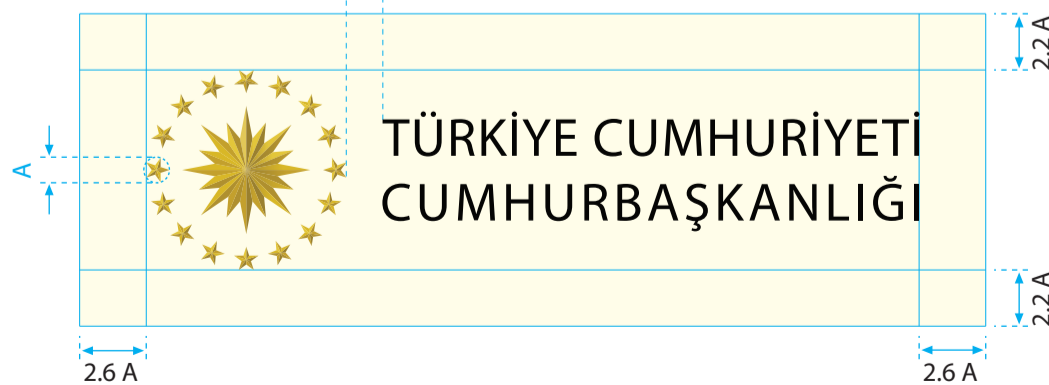 2.2 A
TÜRKİYE CUMHURİYETİ
A
CUMHURBAŞKANLIĞI
2.2 A
2.6 A
2.6 A